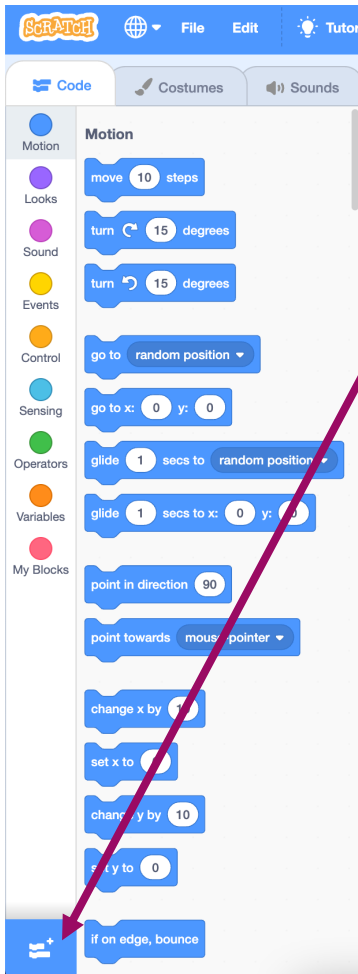 SCRATCH File Edit Tutor
Code Costumes Sounds
Motion
Looks
Sound
Events
Control
Sensing
Operators
Variables
My Blocks
Motion
move 10 steps
turn 15 degrees
turn 15 degrees
go to random position
go to x: 0 y: 0
glide 1 secs to random position
glide 1 secs to x: 0 y:
point in direction 90
point towards mouse-pointer
change x by
set x to
change y by 10
set y to 0
if on edge, bounce